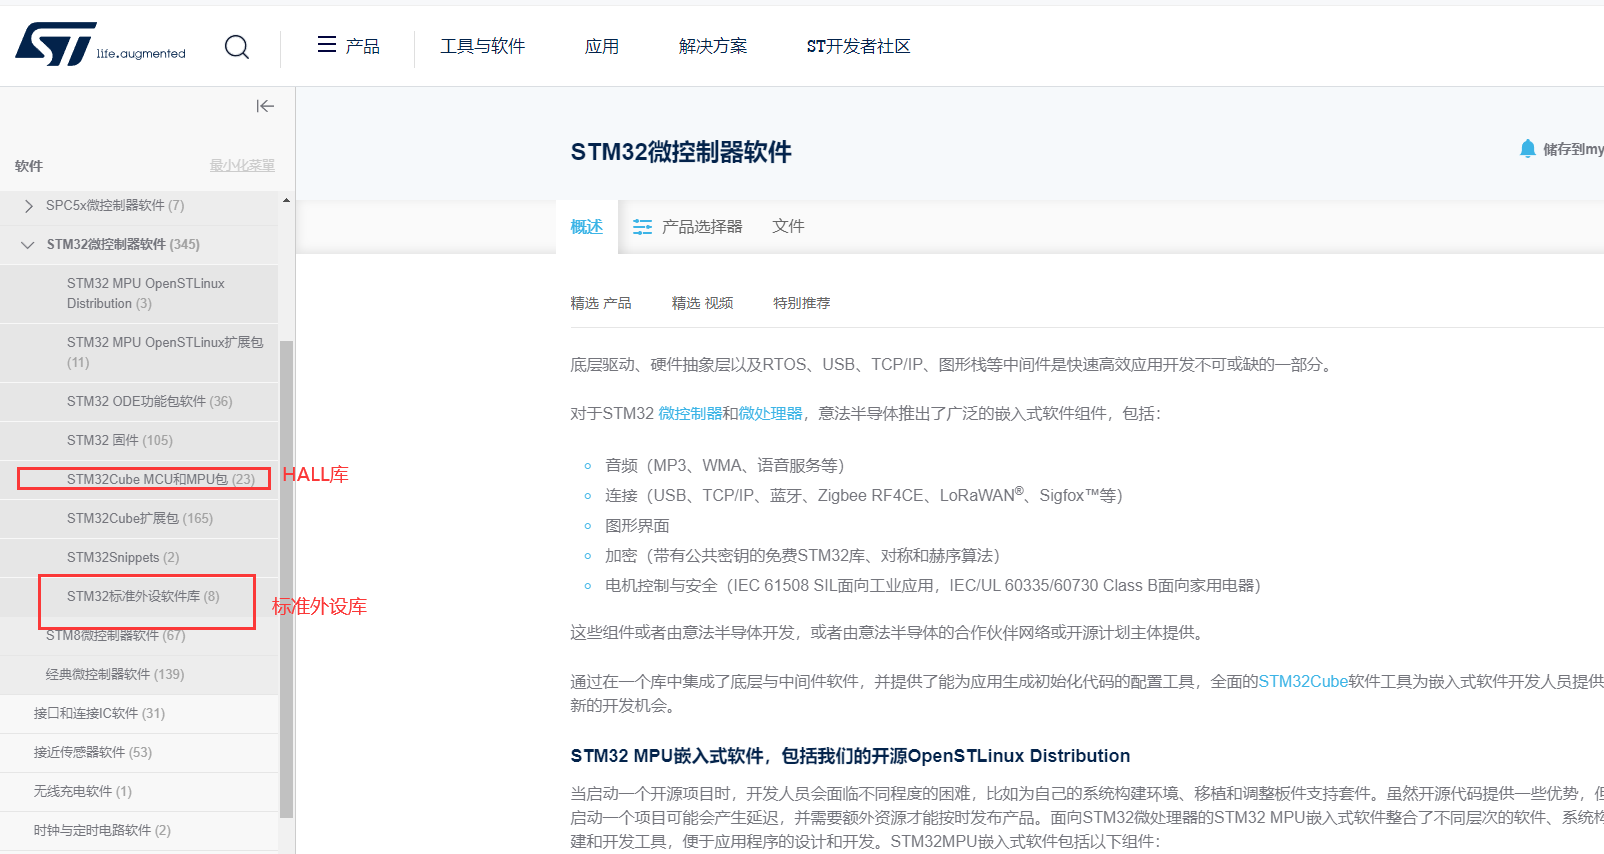 ST life.augmented
产品
工具与软件
应用
解决方案
ST开发者社区
软件
最小化菜單
SPC5x微控制器软件 (7)
STM32微控制器软件 (345)
STM32 MPU OpenSTLinux
Distribution (3)
STM32 MPU OpenSTLinux扩展包
(11)
STM32 ODE功能包软件 (36)
STM32 固件 (105)
STM32Cube MCU和MPU包 (23)
HALL库
STM32Cube扩展包 (165)
STM32Snippets (2)
STM32标准外设软件库 (8)
标准外设库
STM8微控制器软件 (67)
经典微控制器软件 (139)
接口和连接IC软件 (31)
接近传感器软件 (53)
无线充电软件 (1)
时钟与定时电路软件 (2)
STM32微控制器软件
储存到my
概述
产品选择器
文件
精选 产品
精选 视频
特别推荐
底层驱动、硬件抽象层以及RTOS、USB、TCP/IP、图形栈等中间件是快速高效应用开发不可或缺的一部分。
对于STM32 微控制器和微处理器，意法半导体推出了广泛的嵌入式软件组件，包括：
音频（MP3、WMA、语音服务等）
连接（USB、TCP/IP、蓝牙、Zigbee RF4CE、LoRaWAN®、Sigfox™等）
图形界面
加密（带有公共密钥的免费STM32库、对称和赫序算法）
电机控制与安全（IEC 61508 SIL面向工业应用，IEC/UL 60335/60730 Class B面向家用电器）
这些组件或者由意法半导体开发，或者由意法半导体的合作伙伴网络或开源计划主体提供。
通过在一个库中集成了底层与中间件软件，并提供了能为应用生成初始化代码的配置工具，全面的STM32Cube软件工具为嵌入式软件开发人员提供
新的开发机会。
STM32 MPU嵌入式软件，包括我们的开源OpenSTLinux Distribution
当启动一个开源项目时，开发人员会面临不同程度的困难，比如为自己的系统构建环境、移植和调整板件支持套件。虽然开源代码提供一些优势，但
启动一个项目可能会产生延迟，并需要额外资源才能按时发布产品。面向STM32微处理器的STM32 MPU嵌入式软件整合了不同层次的软件、系统构
建和开发工具，便于应用程序的设计和开发。STM32MPU嵌入式软件包括以下组件：